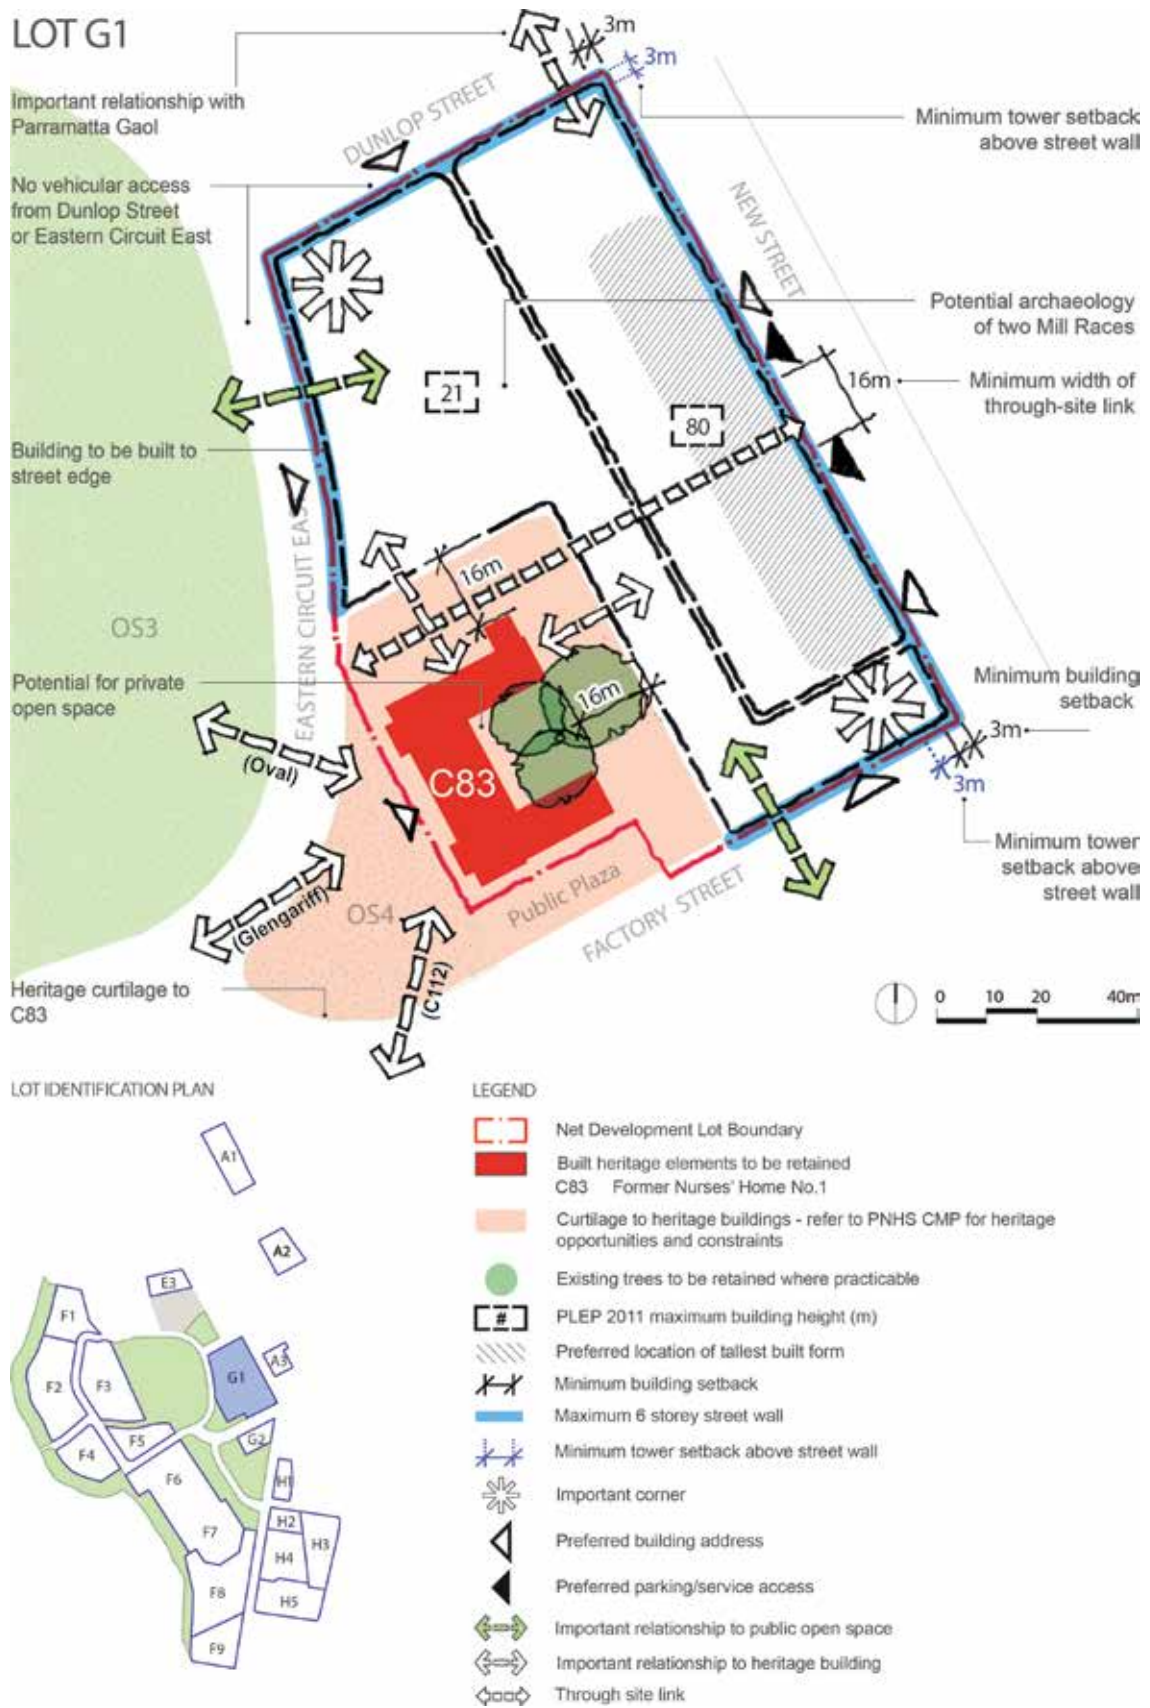 LOT G1
3m
3m
Important relationship with
Parramatta Gaol
DUNLOP STREET
Minimum tower setback
above street wall
No vehicular access
from Dunlop Street
or Eastern Circuit East
NEW STREET
Potential archaeology
of two Mill Races
21
16m
Minimum width of
through-site link
80
Building to be built to
street edge
EASTERN CIRCUIT EAS
16m
OS3
Potential for private
open space
16m
Minimum building
setback
3m
(Oval)
C83
3m
Minimum tower
setback above
street wall
Public Plaza
FACTORY STREET
OS4
(Glengariff)
(C112)
Heritage curtilage to
C83
0 10 20 40m
LOT IDENTIFICATION PLAN
A1
A2
E3
F1
A3
G1
F2
F3
F5
G2
F4
F6
H1
H2
F7
H3
H4
F8
H5
F9
LEGEND
Net Development Lot Boundary
Built heritage elements to be retained
C83 Former Nurses' Home No.1
Curtilage to heritage buildings - refer to PNHS CMP for heritage
opportunities and constraints
Existing trees to be retained where practicable
# PLEP 2011 maximum building height (m)
Preferred location of tallest built form
Minimum building setback
Maximum 6 storey street wall
Minimum tower setback above street wall
Important corner
Preferred building address
Preferred parking/service access
Important relationship to public open space
Important relationship to heritage building
Through site link